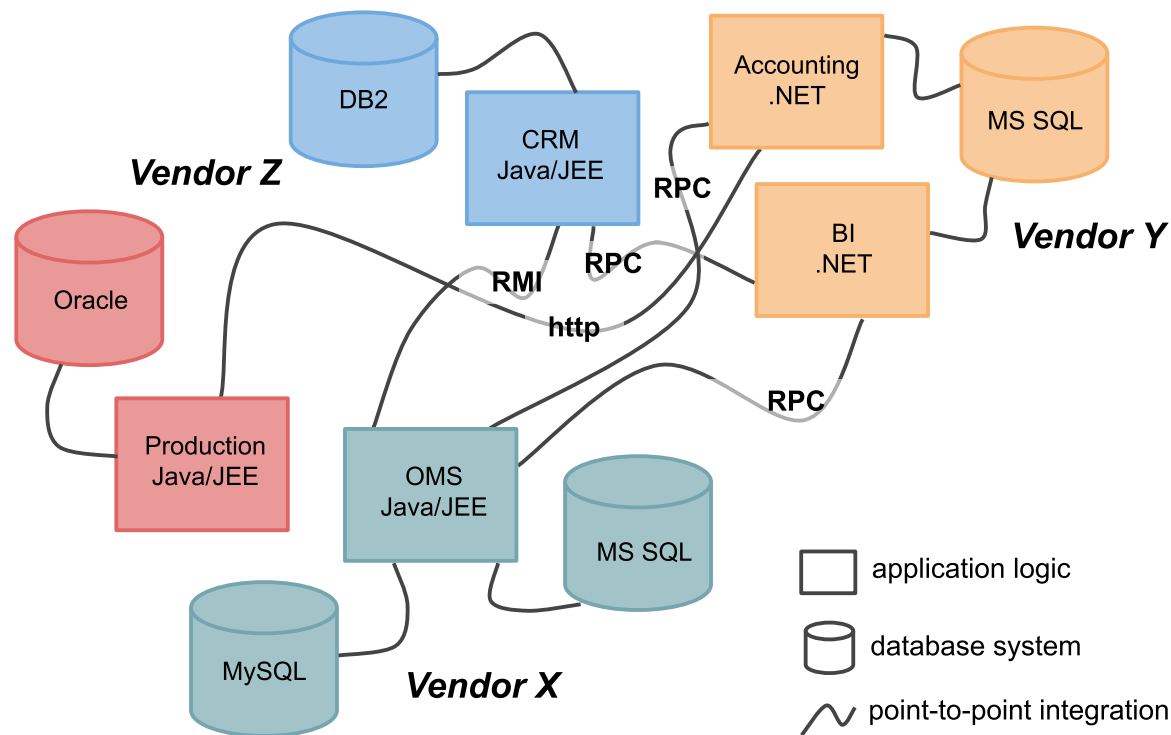 DB2
CRM
Java/JEE
Accounting
.NET
MS SQL
Vendor Z
RPC
Oracle
RMI
RPC
BI
.NET
Vendor Y
http
RPC
Production
Java/JEE
OMS
Java/JEE
MS SQL
MySQL
Vendor X
application logic
database system
point-to-point integration